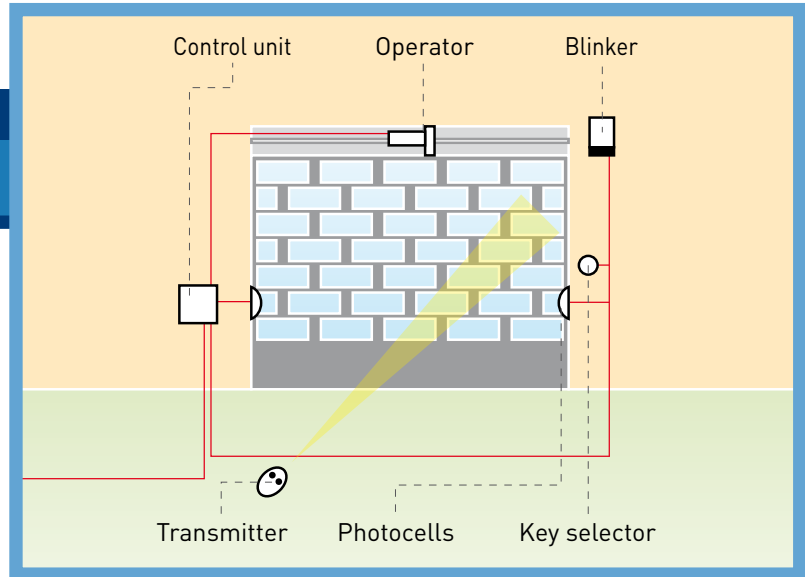 Control unit
Operator
Blinker
Transmitter
Photocells
Key selector